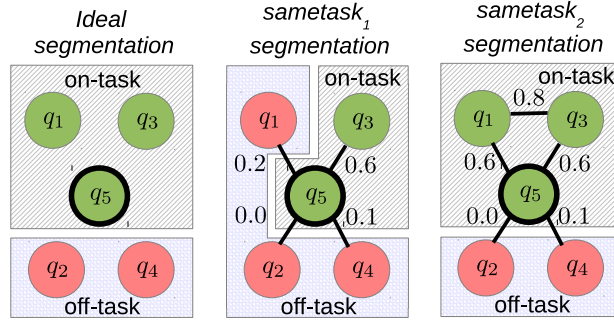 Ideal
segmentation
on-task
q1 q3
q5
q2 q4
off-task
sametask1
segmentation
on-task
q1 q3
0.2 0.6
q5
0.0 0.1
q2 q4
off-task
sametask2
segmentation
on-task
0.8
q1 q3
0.6 0.6
q5
0.0 0.1
q2 q4
off-task